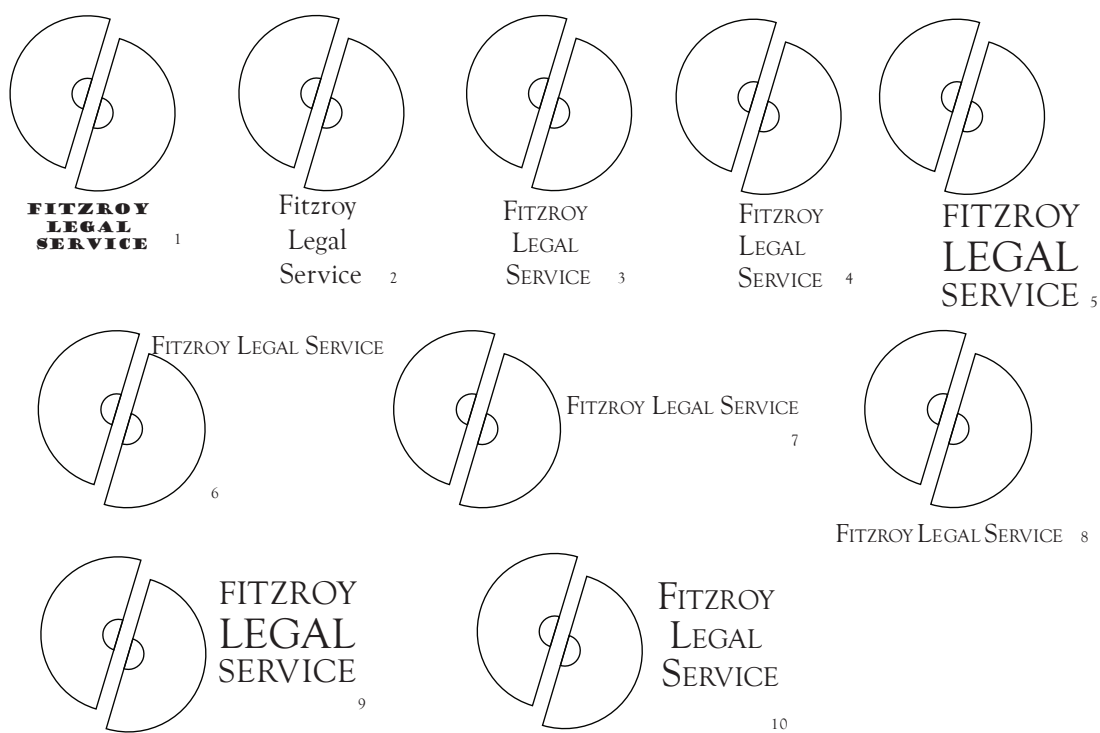 FITZROY
LEGAL
SERVICE
1
Fitzroy
Legal
Service
2
FITZROY
LEGAL
SERVICE
3
FITZROY
LEGAL
SERVICE
4
FITZROY
LEGAL
SERVICE
5
FITZROY LEGAL SERVICE
6
FITZROY LEGAL SERVICE
7
FITZROY LEGAL SERVICE
8
FITZROY
LEGAL
SERVICE
9
FITZROY
LEGAL
SERVICE
10